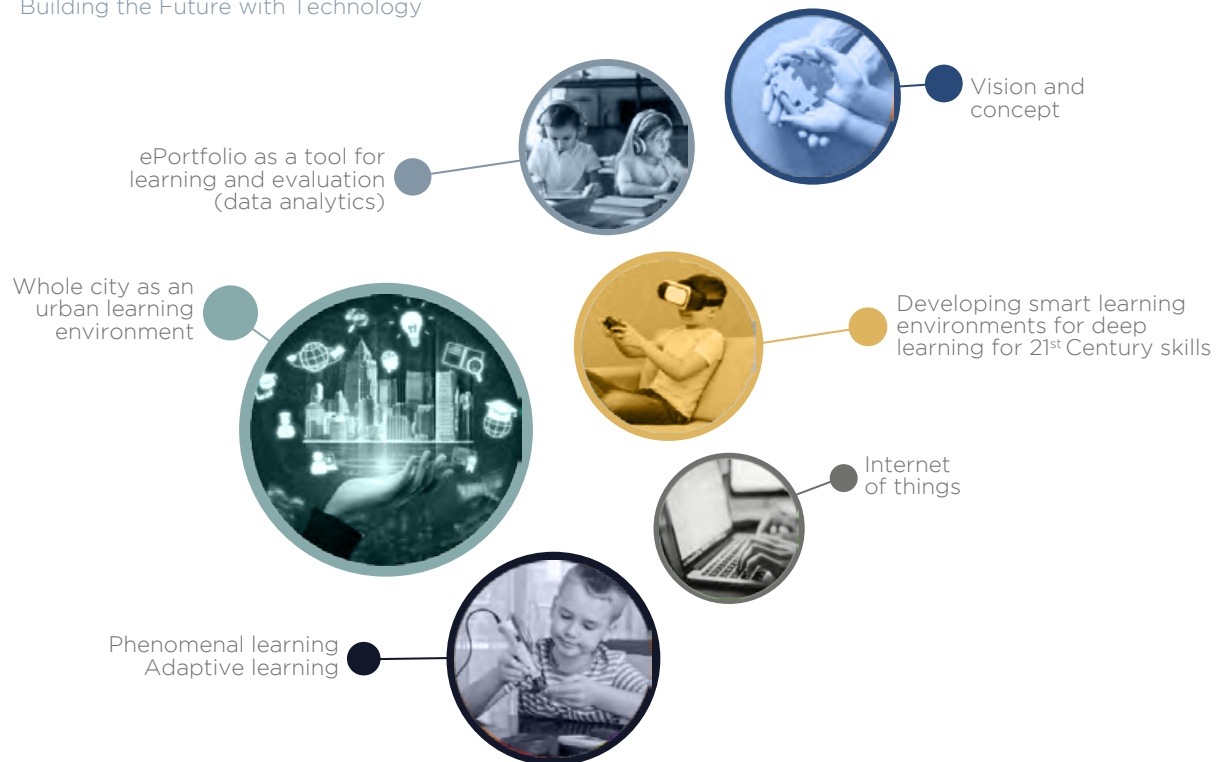 Building the Future with Technology
Vision and
concept
ePortfolio as a tool for
learning and evaluation
(data analytics)
Whole city as an
urban learning
environment
Developing smart learning
environments for deep
learning for 21st Century skills
Internet
of things
Phenomenal learning
Adaptive learning